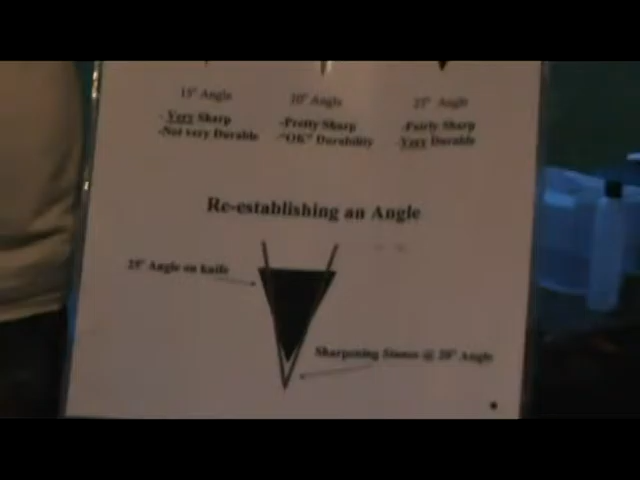 15° Angle 20° Angle 25° Angle
- Very Sharp -Pretty Sharp -Fairly Sharp
-Not very Durable -"OK" Durability -Very Durable
Re-establishing an Angle
25° Angle on knife
Sharpening Stones @ 20° Angle